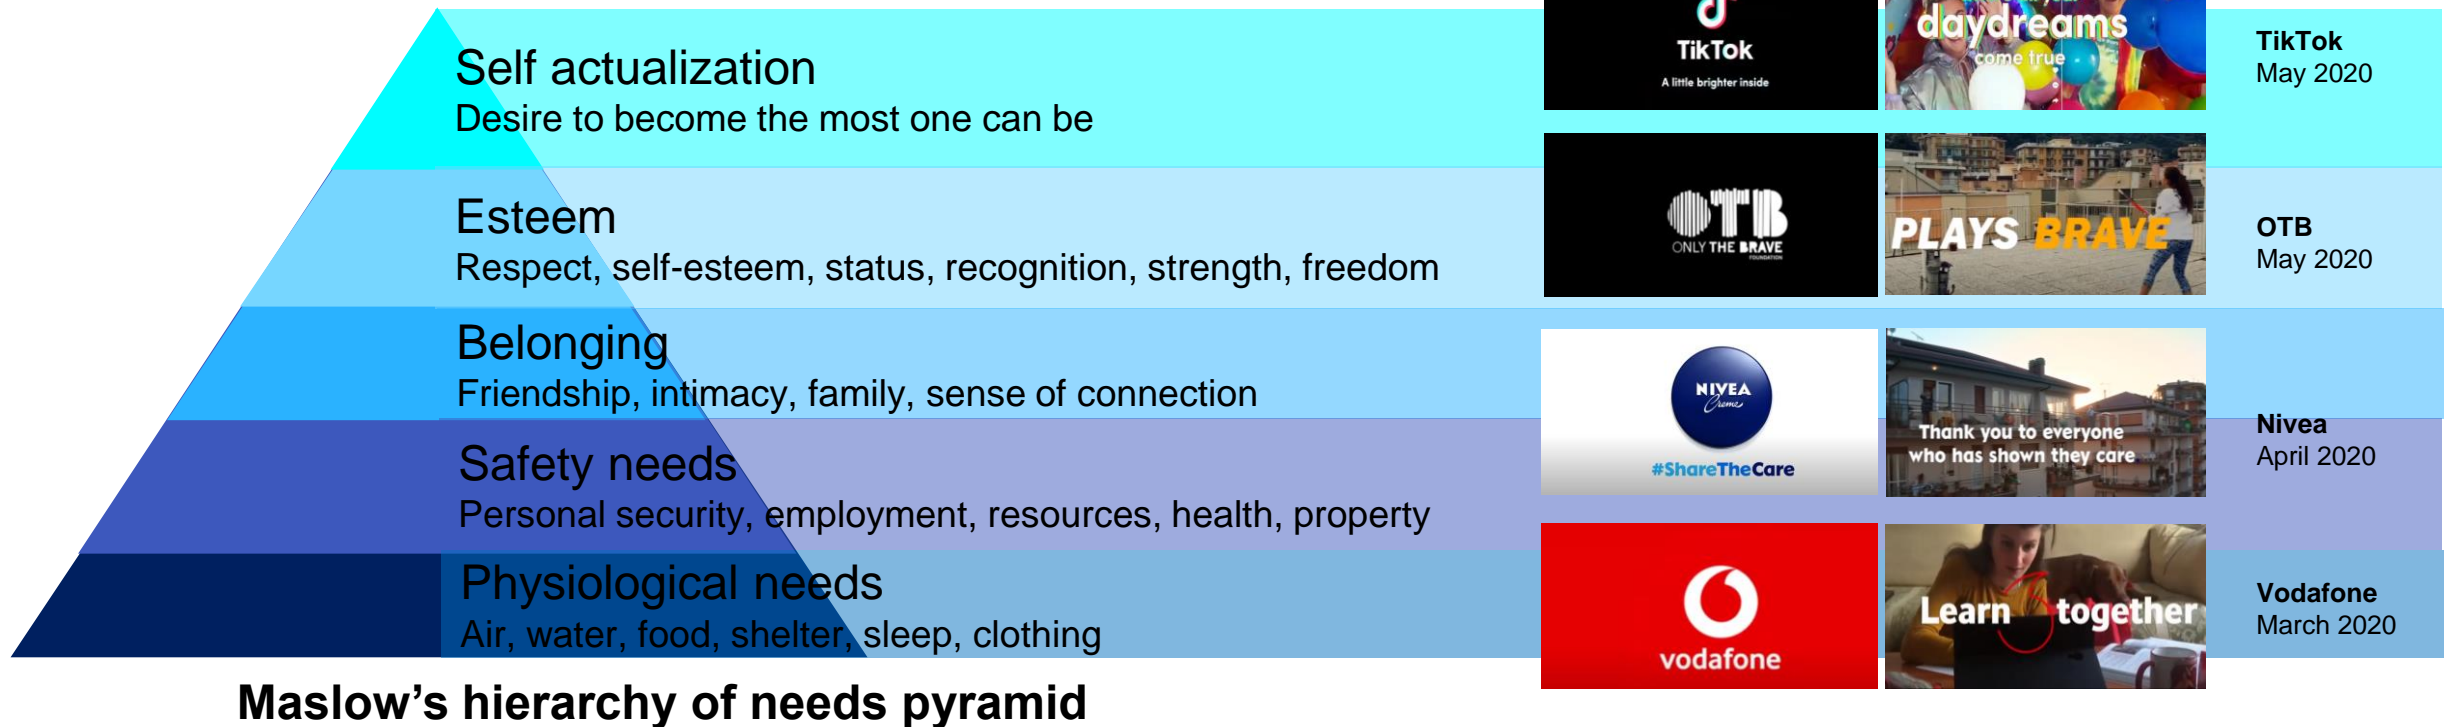 Self actualization
Desire to become the most one can be
Esteem
Respect, self-esteem, status, recognition, strength, freedom
Belonging
Friendship, intimacy, family, sense of connection
Safety needs
Personal security, employment, resources, health, property
Physiological needs
Air, water, food, shelter, sleep, clothing
Maslow's hierarchy of needs pyramid
TikTok
A little brighter inside
daydreams
come true
TikTok
May 2020
OTB
ONLY THE BRAVE
FOUNDATION
PLAYS BRAVE
OTB
May 2020
NIVEA
Creme
#ShareTheCare
Thank you to everyone
who has shown they care
Nivea
April 2020
vodafone
Learn together
Vodafone
March 2020